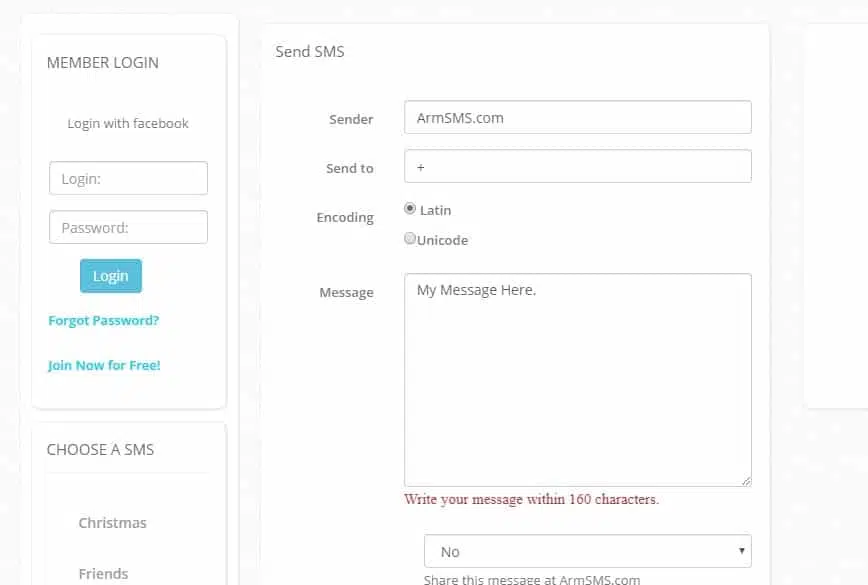 MEMBER LOGIN
Login with facebook
Login:
Password:
Login
Forgot Password?
Join Now for Free!
CHOOSE A SMS
Christmas
Friends
Send SMS
Sender
ArmSMS.com
Send to
+
Encoding
Latin
Unicode
Message
My Message Here.
Write your message within 160 characters.
No
Share this message at ArmSMS.com